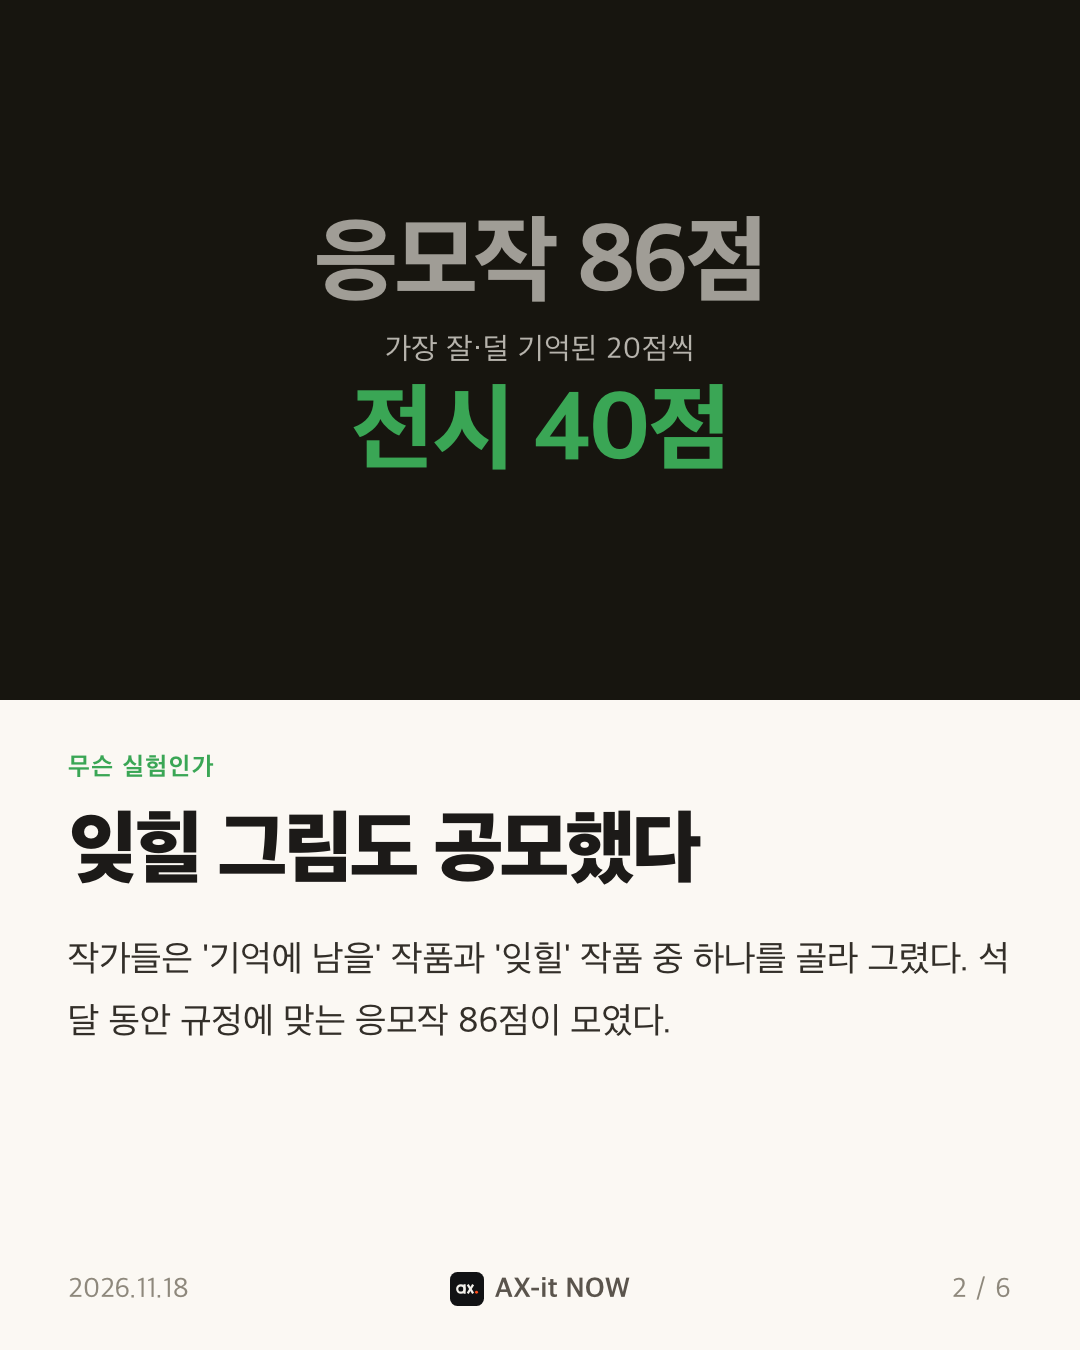 응모작 86점
가장 잘·덜 기억된 20점씩
전시 40점
무슨 실험인가
잊힐 그림도 공모했다
작가들은 '기억에 남을' 작품과 '잊힐' 작품 중 하나를 골라 그렸다. 석
달 동안 규정에 맞는 응모작 86점이 모였다.
2026.11.18
ax. AX-it NOW
2 / 6